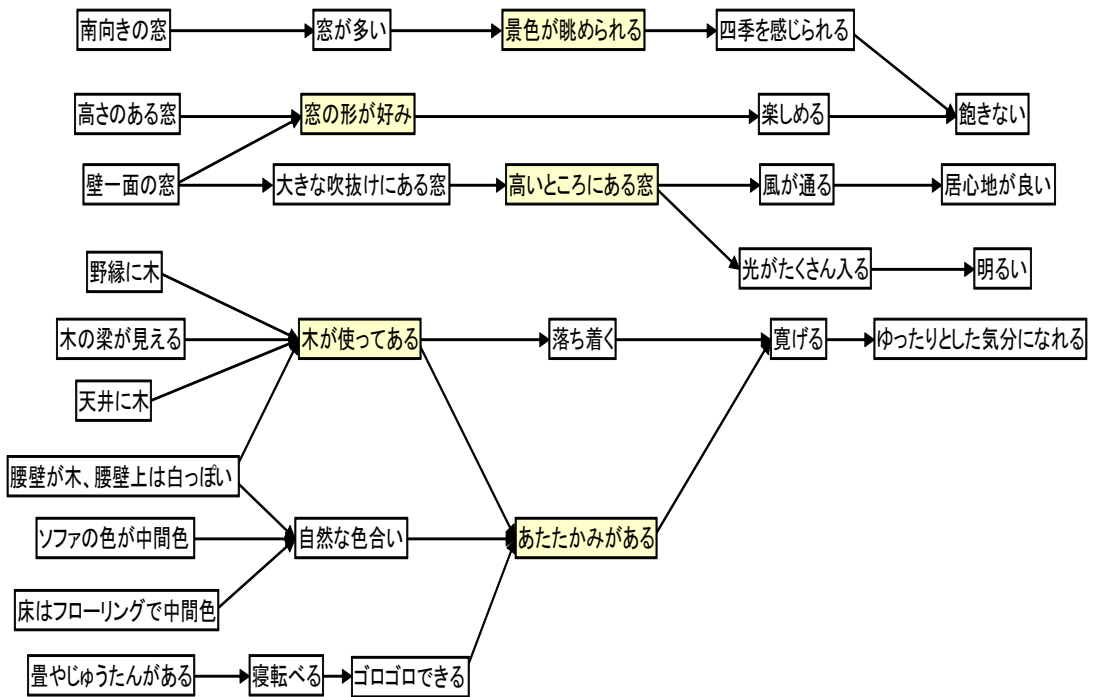 南向きの窓
窓が多い
景色が眺められる
四季を感じられる
高さのある窓
窓の形が好み
楽しめる
飽きない
壁一面の窓
大きな吹抜けにある窓
高いところにある窓
風が通る
居心地が良い
光がたくさん入る
明るい
野縁に木
木の梁が見える
木が使ってある
落ち着く
寛げる
ゆったりとした気分になれる
天井に木
腰壁が木、腰壁上は白っぽい
ソファの色が中間色
自然な色合い
あたたかみがある
床はフローリングで中間色
畳やじゅうたんがある
寝転べる
ゴロゴロできる